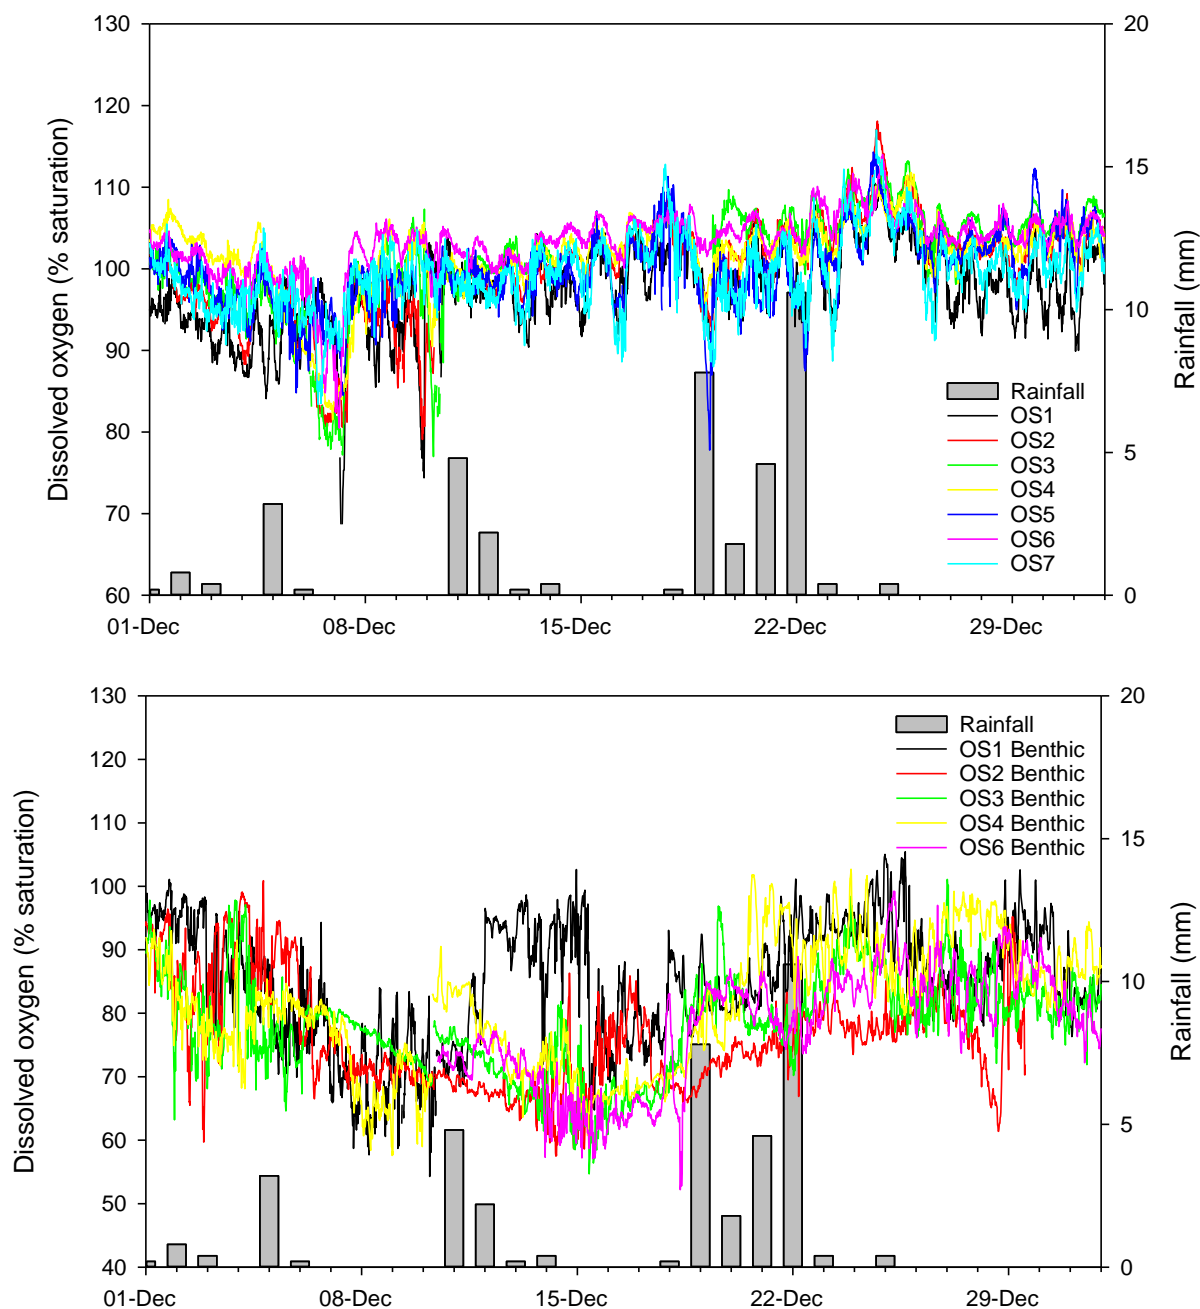 130
120
110
100
90
80
70
60
Dissolved oxygen (% saturation)
20
15
10
5
0
Rainfall (mm)
Rainfall
OS1
OS2
OS3
OS4
OS5
OS6
OS7
01-Dec 08-Dec 15-Dec 22-Dec 29-Dec
130
120
110
100
90
80
70
60
50
40
Dissolved oxygen (% saturation)
20
15
10
5
0
Rainfall (mm)
Rainfall
OS1 Benthic
OS2 Benthic
OS3 Benthic
OS4 Benthic
OS6 Benthic
01-Dec 08-Dec 15-Dec 22-Dec 29-Dec